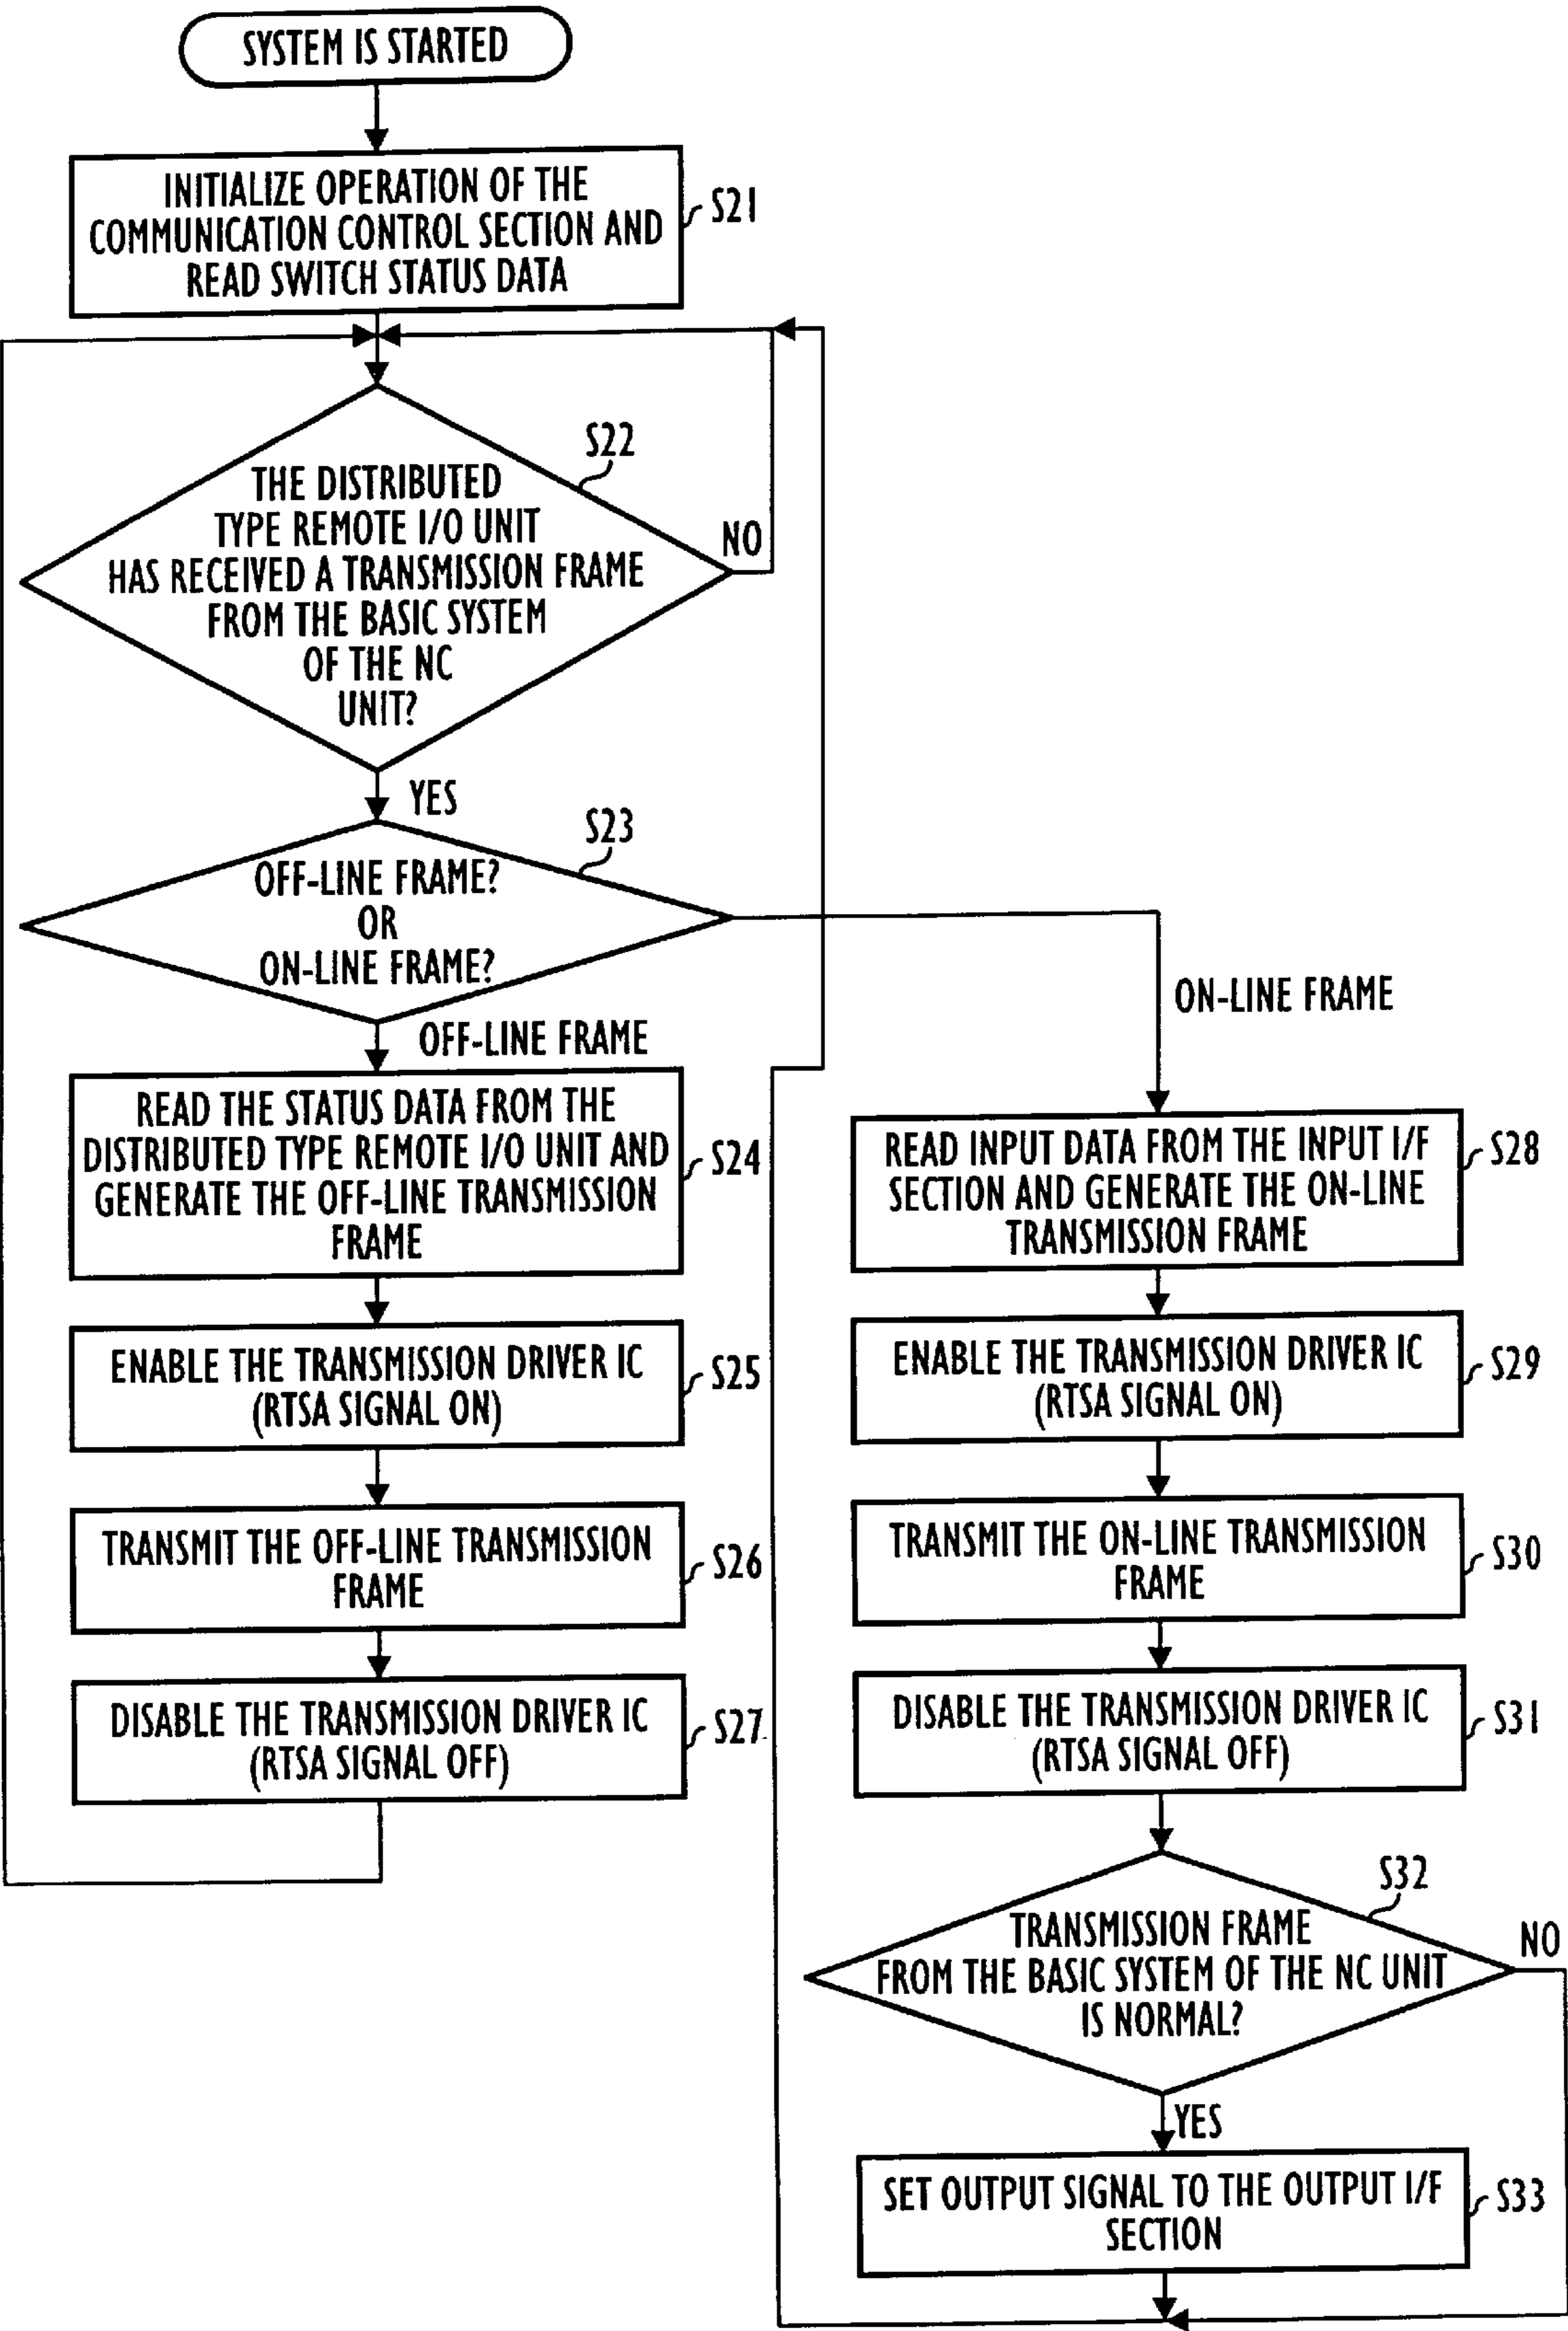 SYSTEM IS STARTED
INITIALIZE OPERATION OF THE
COMMUNICATION CONTROL SECTION AND
READ SWITCH STATUS DATA
S21
S22
THE DISTRIBUTED
TYPE REMOTE I/O UNIT
HAS RECEIVED A TRANSMISSION FRAME
FROM THE BASIC SYSTEM
OF THE NC
UNIT?
NO
YES
S23
OFF-LINE FRAME?
OR
ON-LINE FRAME?
OFF-LINE FRAME
ON-LINE FRAME
READ THE STATUS DATA FROM THE
DISTRIBUTED TYPE REMOTE I/O UNIT AND
GENERATE THE OFF-LINE TRANSMISSION
FRAME
S24
ENABLE THE TRANSMISSION DRIVER IC
(RTSA SIGNAL ON)
S25
TRANSMIT THE OFF-LINE TRANSMISSION
FRAME
S26
DISABLE THE TRANSMISSION DRIVER IC
(RTSA SIGNAL OFF)
S27
READ INPUT DATA FROM THE INPUT I/F
SECTION AND GENERATE THE ON-LINE
TRANSMISSION FRAME
S28
ENABLE THE TRANSMISSION DRIVER IC
(RTSA SIGNAL ON)
S29
TRANSMIT THE ON-LINE TRANSMISSION
FRAME
S30
DISABLE THE TRANSMISSION DRIVER IC
(RTSA SIGNAL OFF)
S31
S32
TRANSMISSION FRAME
FROM THE BASIC SYSTEM OF THE NC UNIT
IS NORMAL?
NO
YES
SET OUTPUT SIGNAL TO THE OUTPUT I/F
SECTION
S33